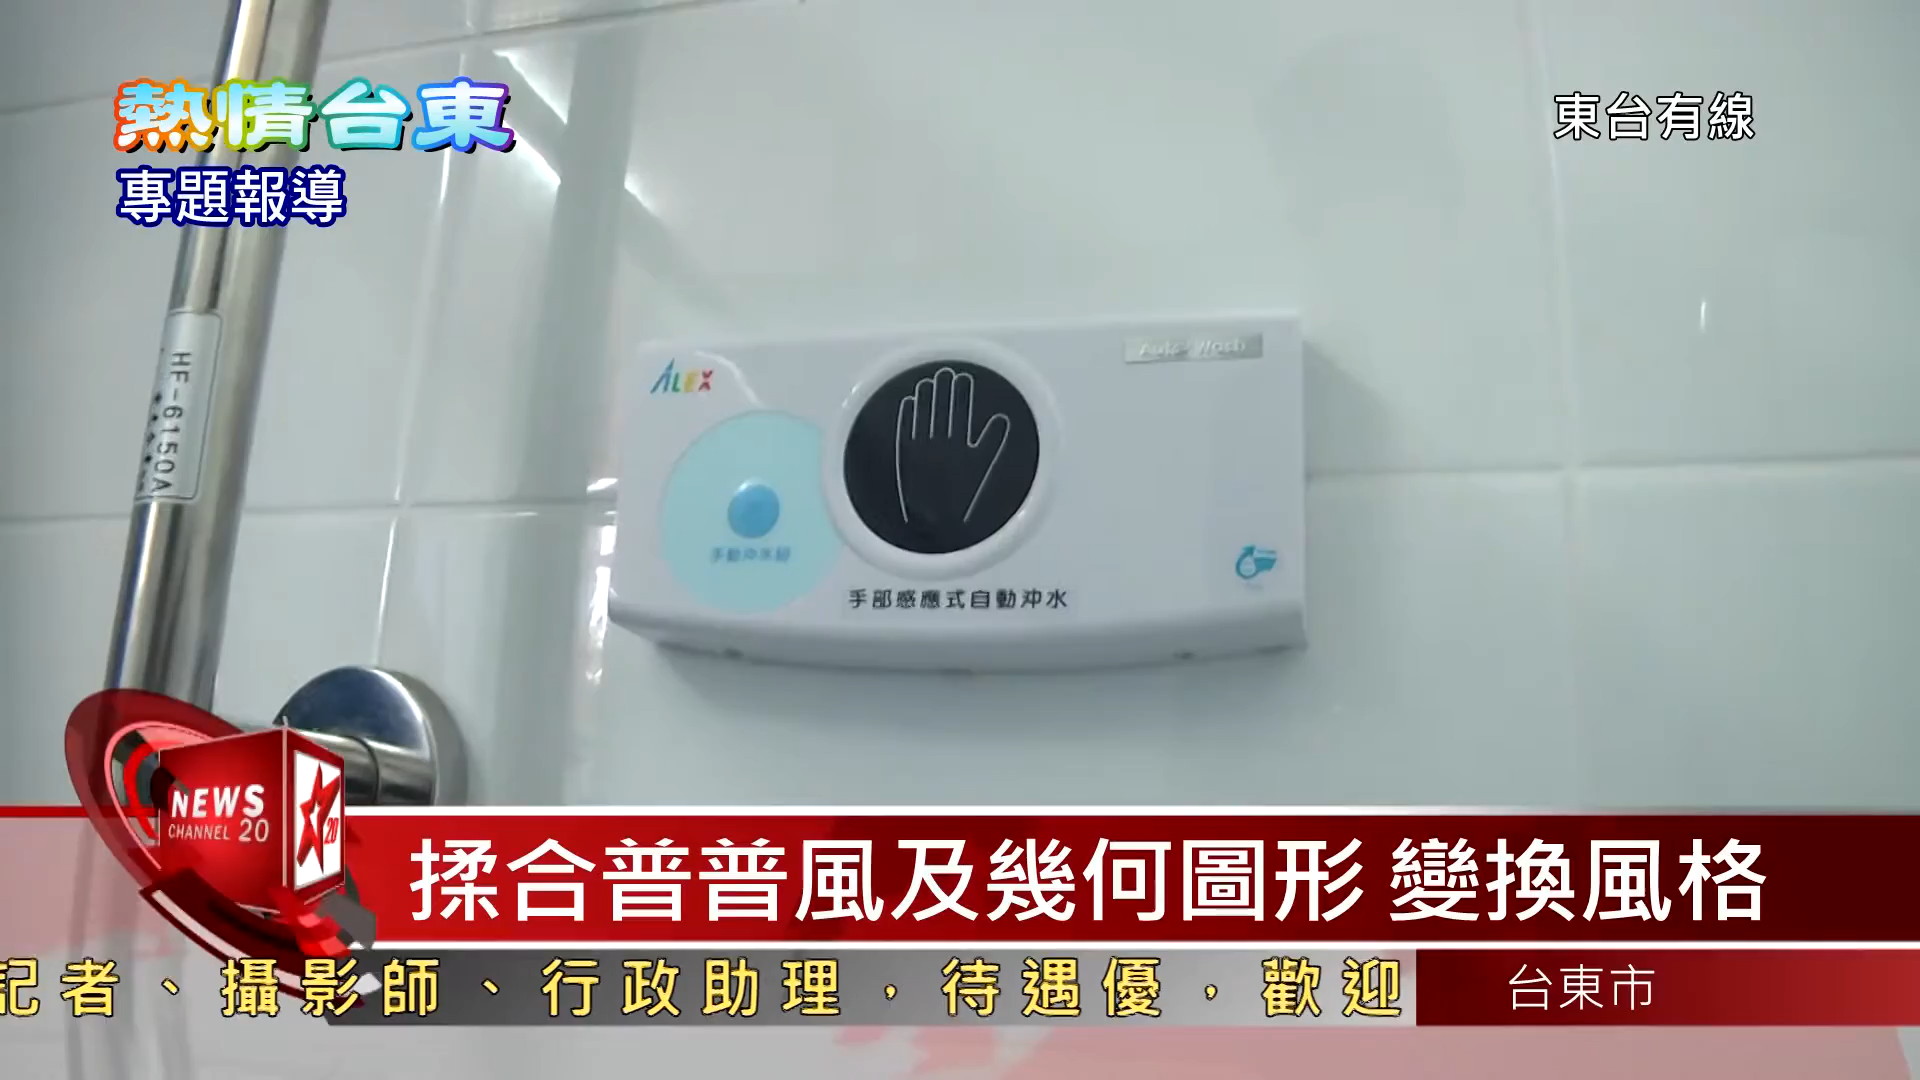 熱情台東
專題報導
東台有線
HF-6150A
ALEX
Auto Wash
手動沖水鈕
手部感應式自動沖水
NEWS
CHANNEL 20
20
揉合普普風及幾何圖形 變換風格
記者、攝影師、行政助理，待遇優，歡迎
台東市